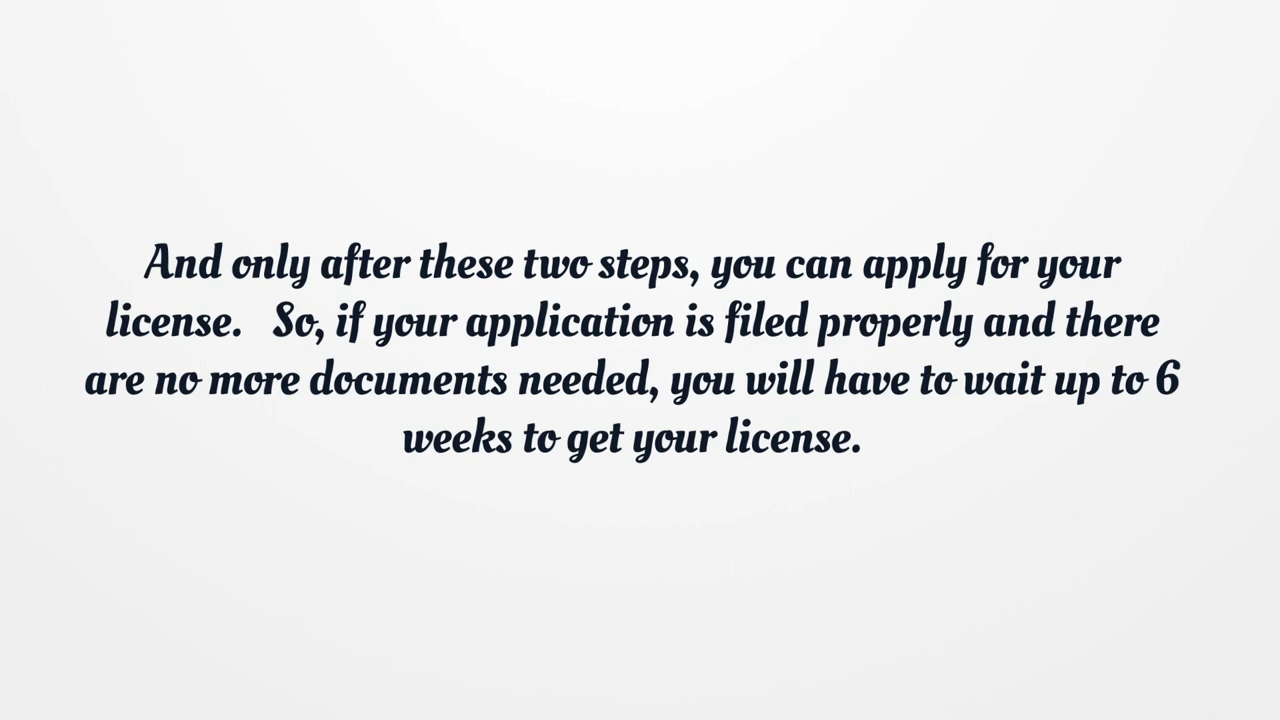 And only after these two steps, you can apply for your
license.   So, if your application is filed properly and there
are no more documents needed, you will have to wait up to 6
weeks to get your license.